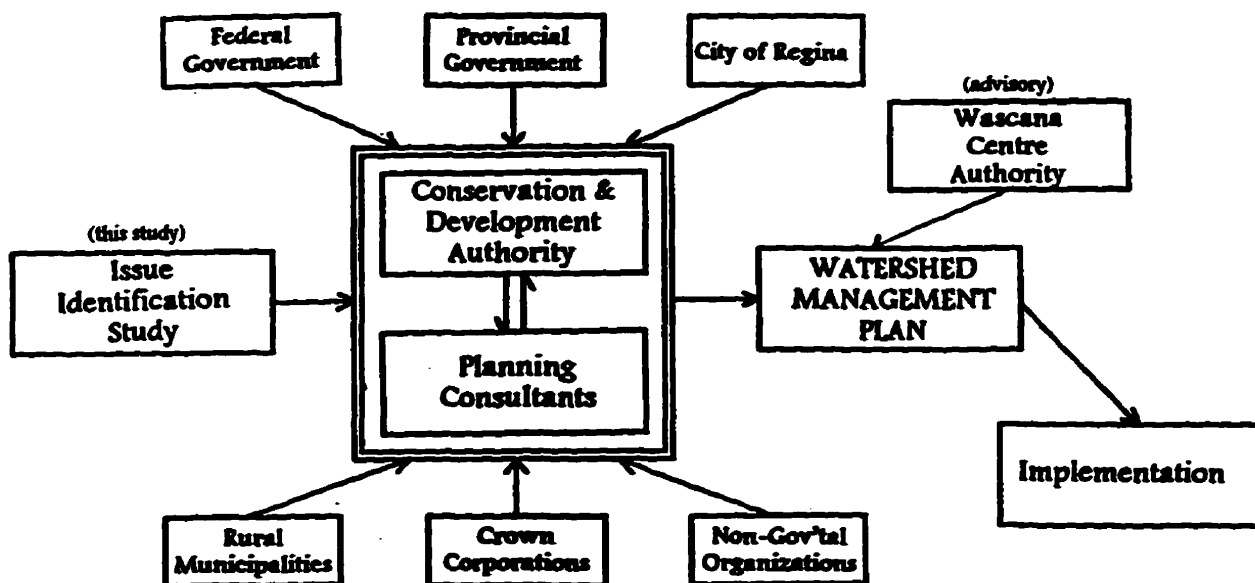 Federal
Government
Provincial
Government
City of Regina
(advisory)
Wascana
Centre
Authority
Conservation &
Development
Authority
(this study)
Issue
Identification
Study
WATERSHED
MANAGEMENT
PLAN
Planning
Consultants
Implementation
Rural
Municipalities
Crown
Corporations
Non-Gov'tal
Organizations